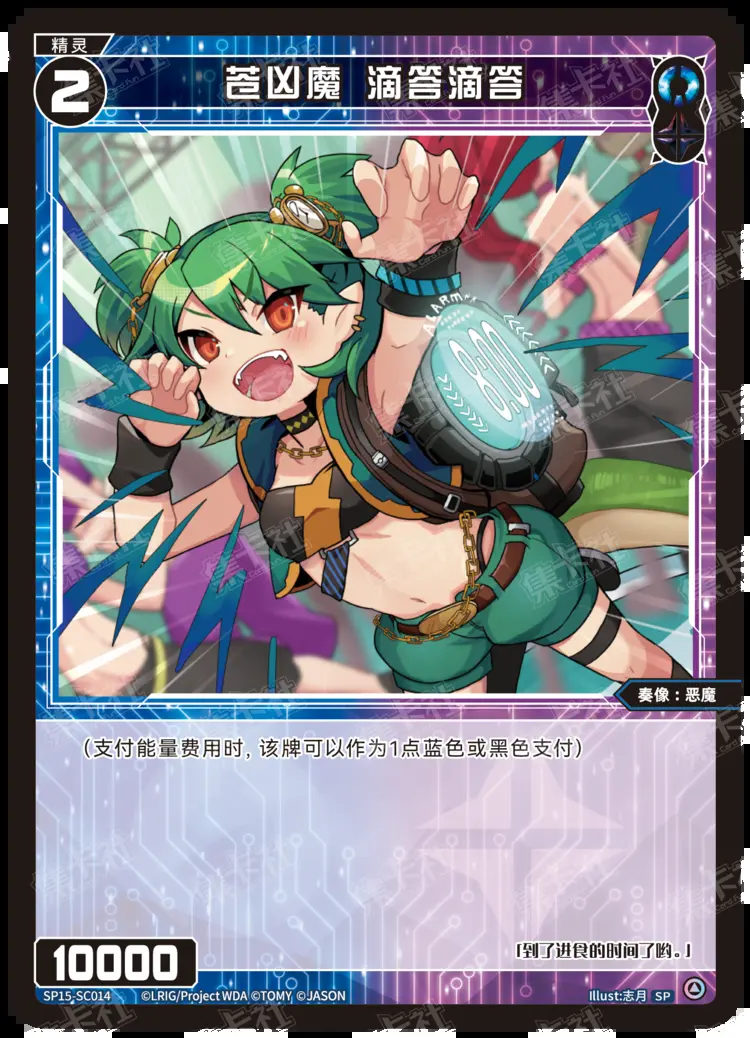 精灵
2
苍凶魔 滴答滴答
ALARM
8:00
奏像：恶魔
（支付能量费用时, 该牌可以作为1点蓝色或黑色支付）
「到了进食的时间了哟。」
10000
SP15-SC014 ©LRIG/Project WDA ©TOMY ©JASON
Illust:志月 SP
集卡社